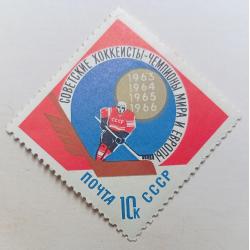 СОВЕТСКИЕ ХОККЕИСТЫ-ЧЕМПИОНЫ МИРА И ЕВРОПЫ
1963
1964
1965
1966
СССР
ПОЧТА СССР
10к